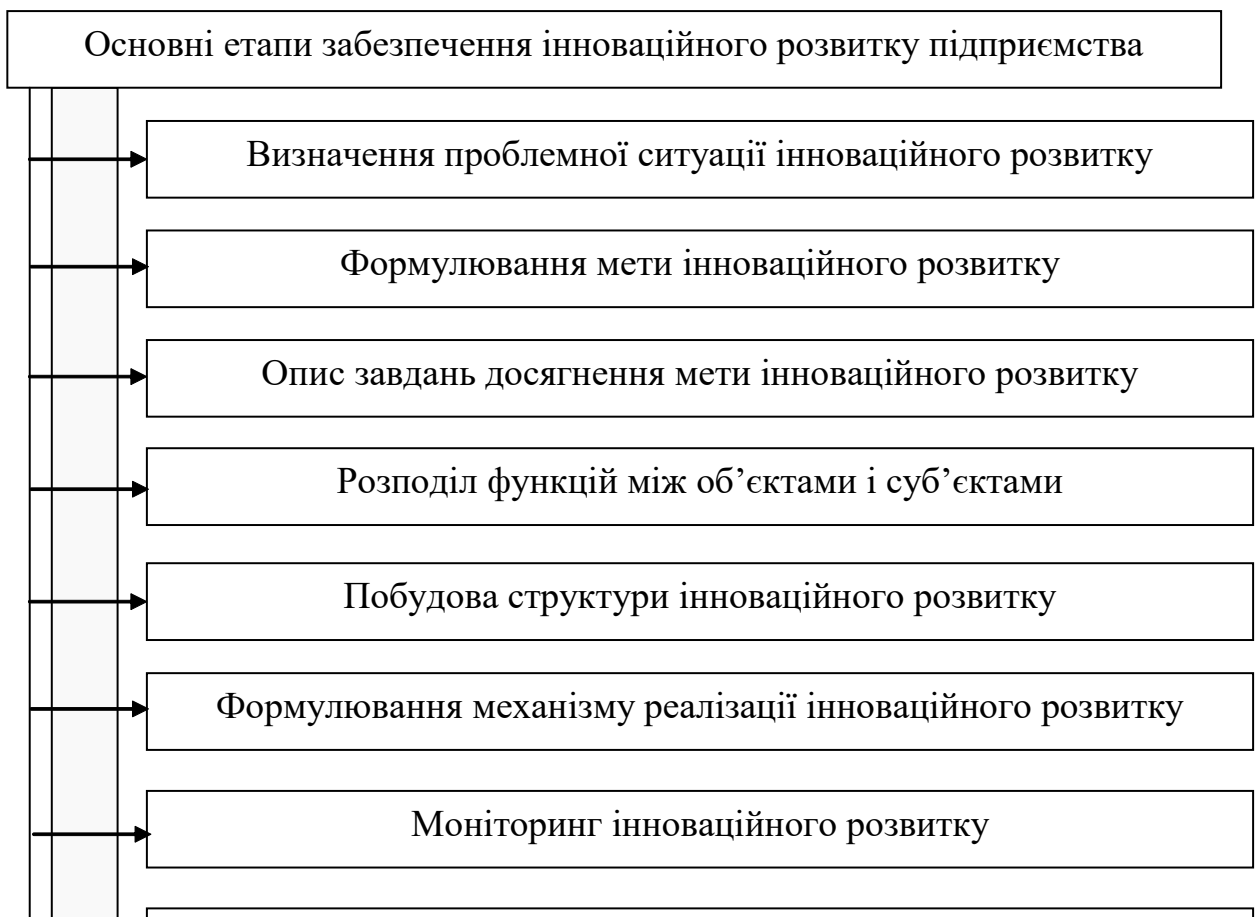 Основні етапи забезпечення інноваційного розвитку підприємства
Визначення проблемної ситуації інноваційного розвитку
Формулювання мети інноваційного розвитку
Опис завдань досягнення мети інноваційного розвитку
Розподіл функцій між об’єктами і суб’єктами
Побудова структури інноваційного розвитку
Формулювання механізму реалізації інноваційного розвитку
Моніторинг інноваційного розвитку